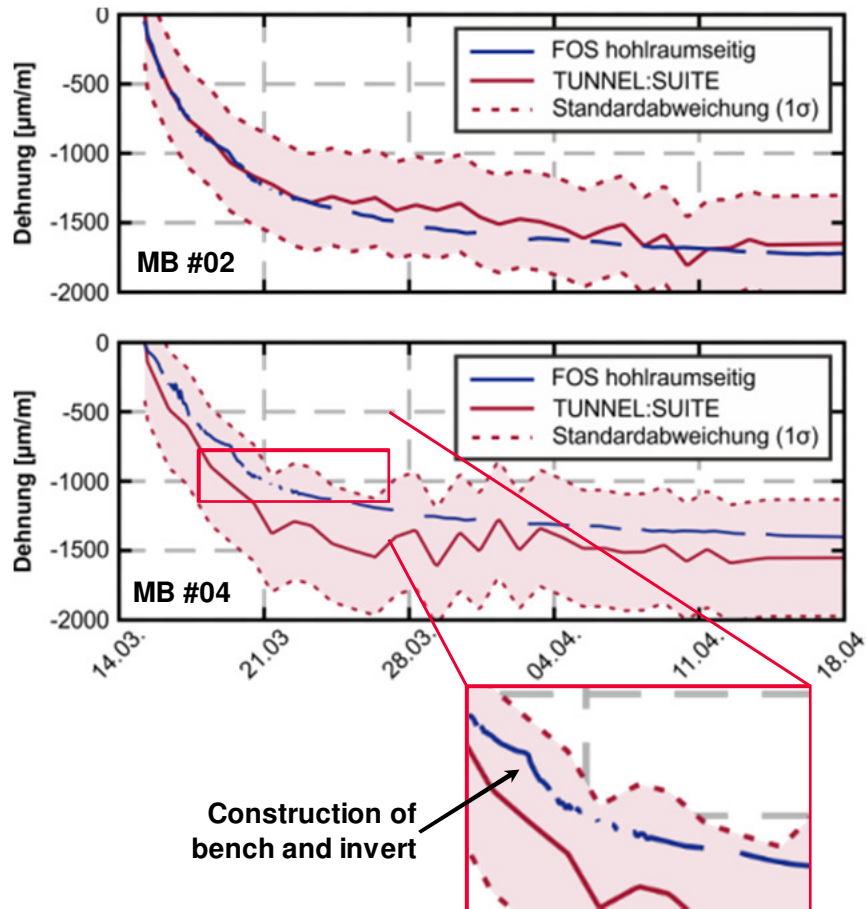 0
-500
-1000
-1500
-2000
Dehnung [µm/m]
FOS hohlraumseitig
TUNNEL:SUITE
Standardabweichung (1σ)
MB #02
0
-500
-1000
-1500
-2000
Dehnung [µm/m]
FOS hohlraumseitig
TUNNEL:SUITE
Standardabweichung (1σ)
MB #04
14.03.
21.03
28.03.
04.04.
11.04.
18.04
Construction of
bench and invert